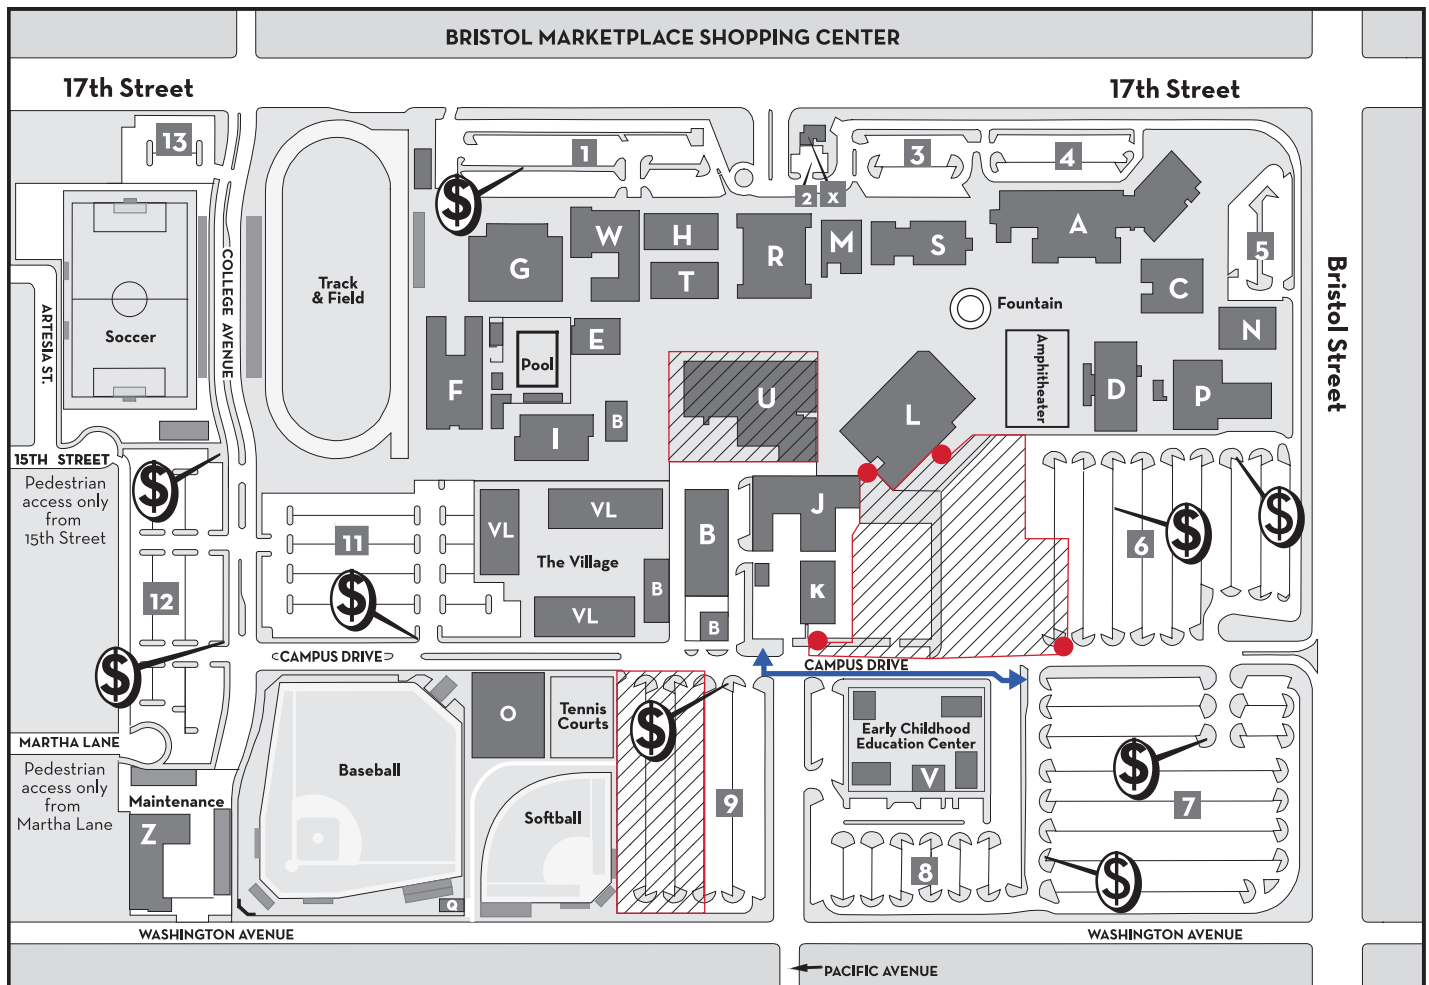 BRISTOL MARKETPLACE SHOPPING CENTER
17th Street
17th Street
13
1
2
X
3
4
5
$
G
W
H
T
R
M
S
A
C
N
Fountain
COLLEGE AVENUE
ARTESIA ST.
Soccer
Track
& Field
Bristol Street
F
E
Pool
I
B
U
L
Amphitheater
D
P
15TH STREET
Pedestrian
access only
from
15th Street
$
12
$
11
$
VL
VL
VL
The Village
B
B
B
J
K
6
$
$
CAMPUS DRIVE
CAMPUS DRIVE
MARTHA LANE
Pedestrian
access only
from
Martha Lane
Maintenance
Z
Baseball
O
Tennis
Courts
Softball
Q
$
9
Early Childhood
Education Center
V
8
$
7
$
WASHINGTON AVENUE
WASHINGTON AVENUE
PACIFIC AVENUE